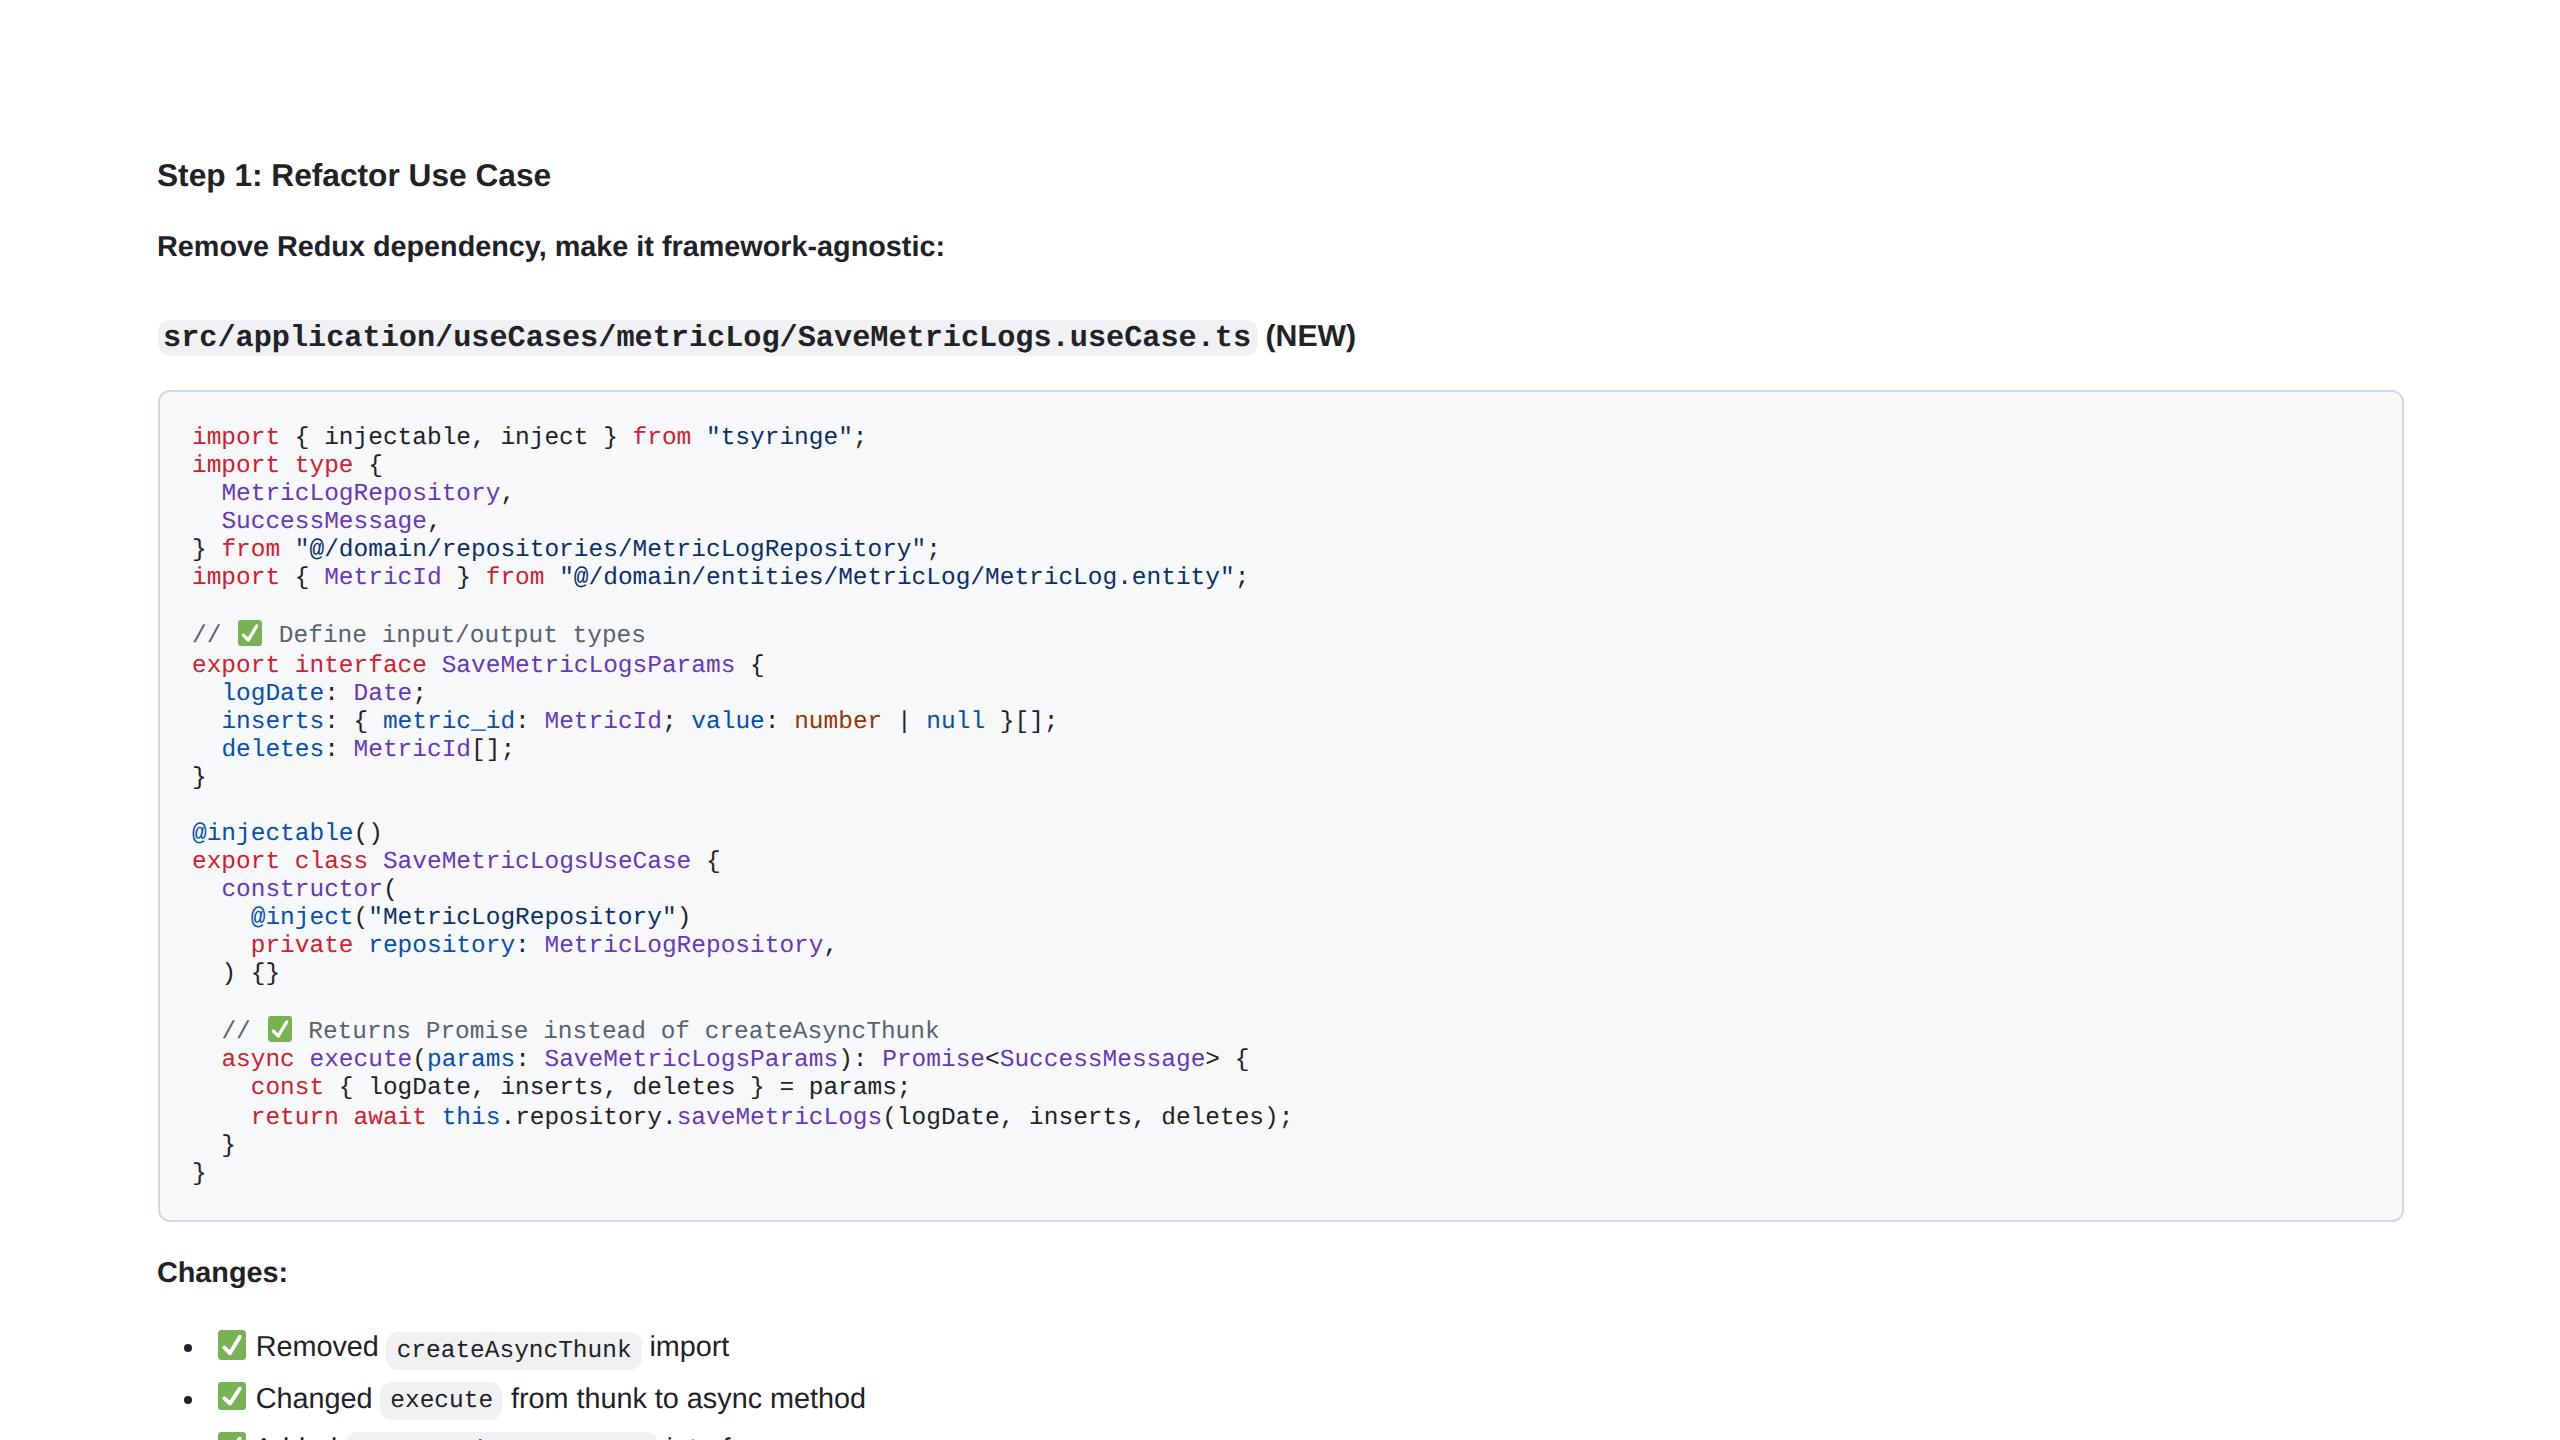 Step 1: Refactor Use Case
Remove Redux dependency, make it framework-agnostic:
src/application/useCases/metricLog/SaveMetricLogs.useCase.ts (NEW)
import { injectable, inject } from "tsyringe";
import type {
  MetricLogRepository,
  SuccessMessage,
} from "@/domain/repositories/MetricLogRepository";
import { MetricId } from "@/domain/entities/MetricLog/MetricLog.entity";
// ✅ Define input/output types
export interface SaveMetricLogsParams {
  logDate: Date;
  inserts: { metric_id: MetricId; value: number | null }[];
  deletes: MetricId[];
}
@injectable()
export class SaveMetricLogsUseCase {
  constructor(
    @inject("MetricLogRepository")
    private repository: MetricLogRepository,
  ) {}
  // ✅ Returns Promise instead of createAsyncThunk
  async execute(params: SaveMetricLogsParams): Promise<SuccessMessage> {
    const { logDate, inserts, deletes } = params;
    return await this.repository.saveMetricLogs(logDate, inserts, deletes);
  }
}
Changes:
• ✅ Removed createAsyncThunk import
• ✅ Changed execute from thunk to async method